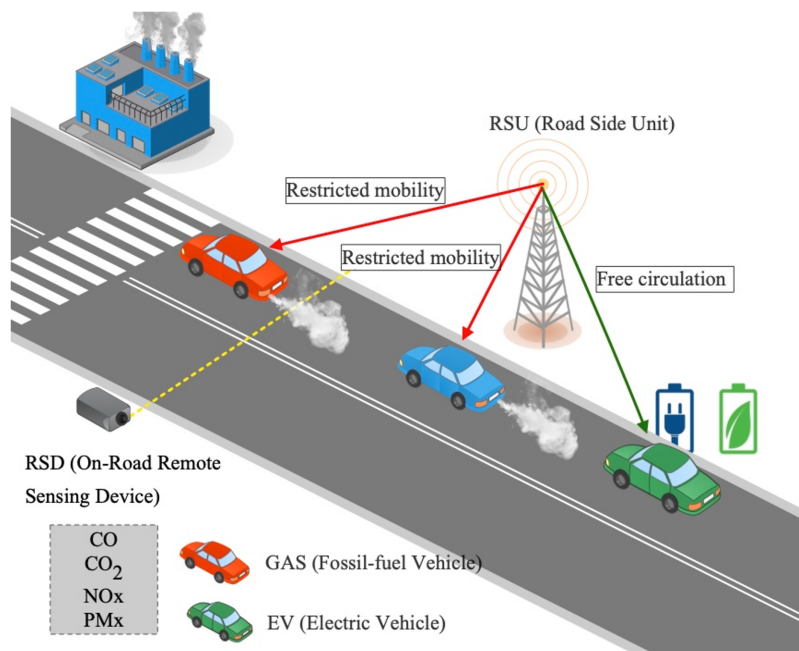 RSU (Road Side Unit)
Restricted mobility
Restricted mobility
Free circulation
RSD (On-Road Remote
Sensing Device)
CO
CO₂
NOx
PMx
GAS (Fossil-fuel Vehicle)
EV (Electric Vehicle)